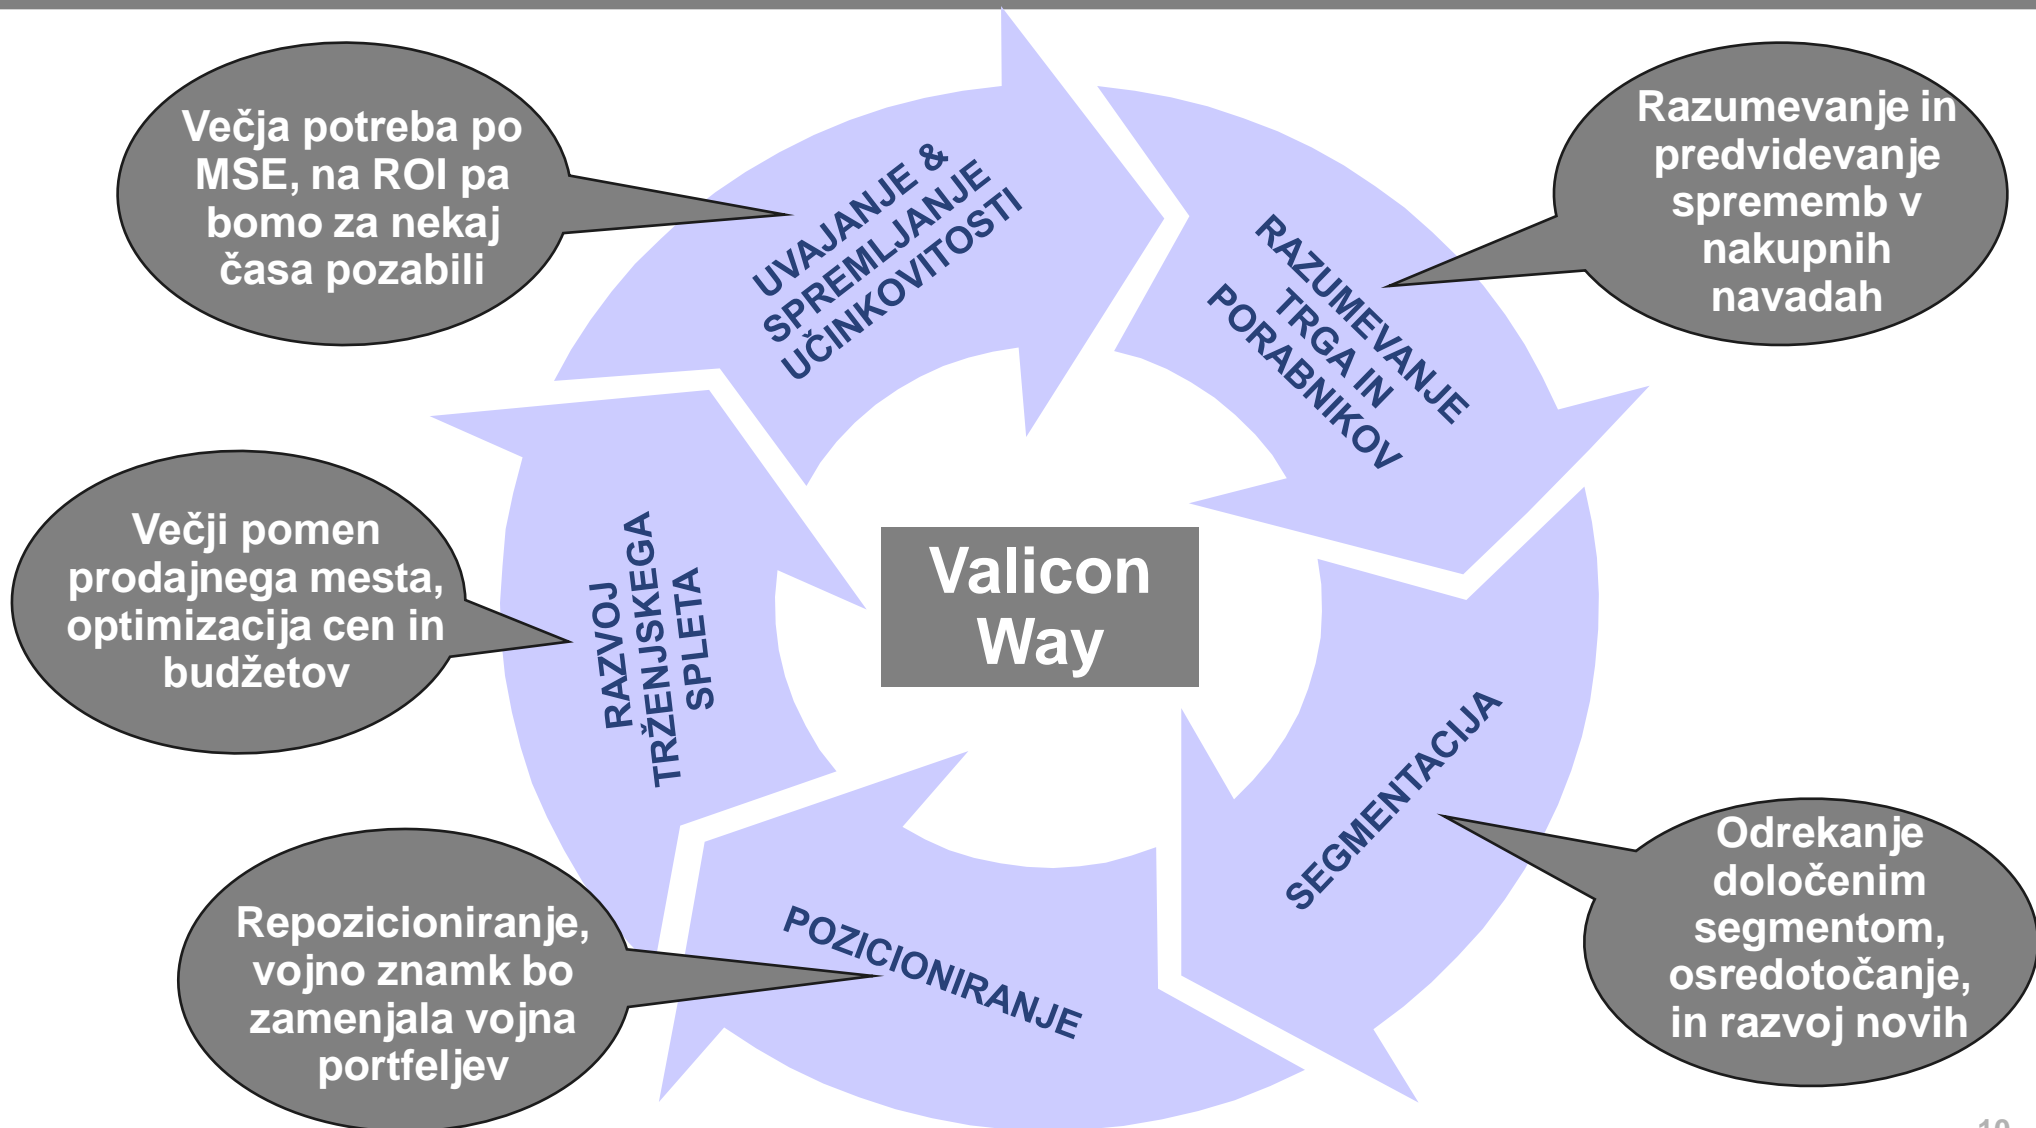 Večja potreba po
MSE, na ROI pa
bomo za nekaj
časa pozabili
UVAJANJE &
SPREMLJANJE
UČINKOVITOSTI
Razumevanje in
predvidevanje
sprememb v
nakupnih
navadah
RAZUMEVANJE
TRGA IN
PORABNIKOV
Večji pomen
prodajnega mesta,
optimizacija cen in
budžetov
RAZVOJ
TRŽENJSKEGA
SPLETA
Valicon
Way
SEGMENTACIJA
Odrekanje
določenim
segmentom,
osredotočanje,
in razvoj novih
Repozicioniranje,
vojno znamk bo
zamenjala vojna
portfeljev
POZICIONIRANJE